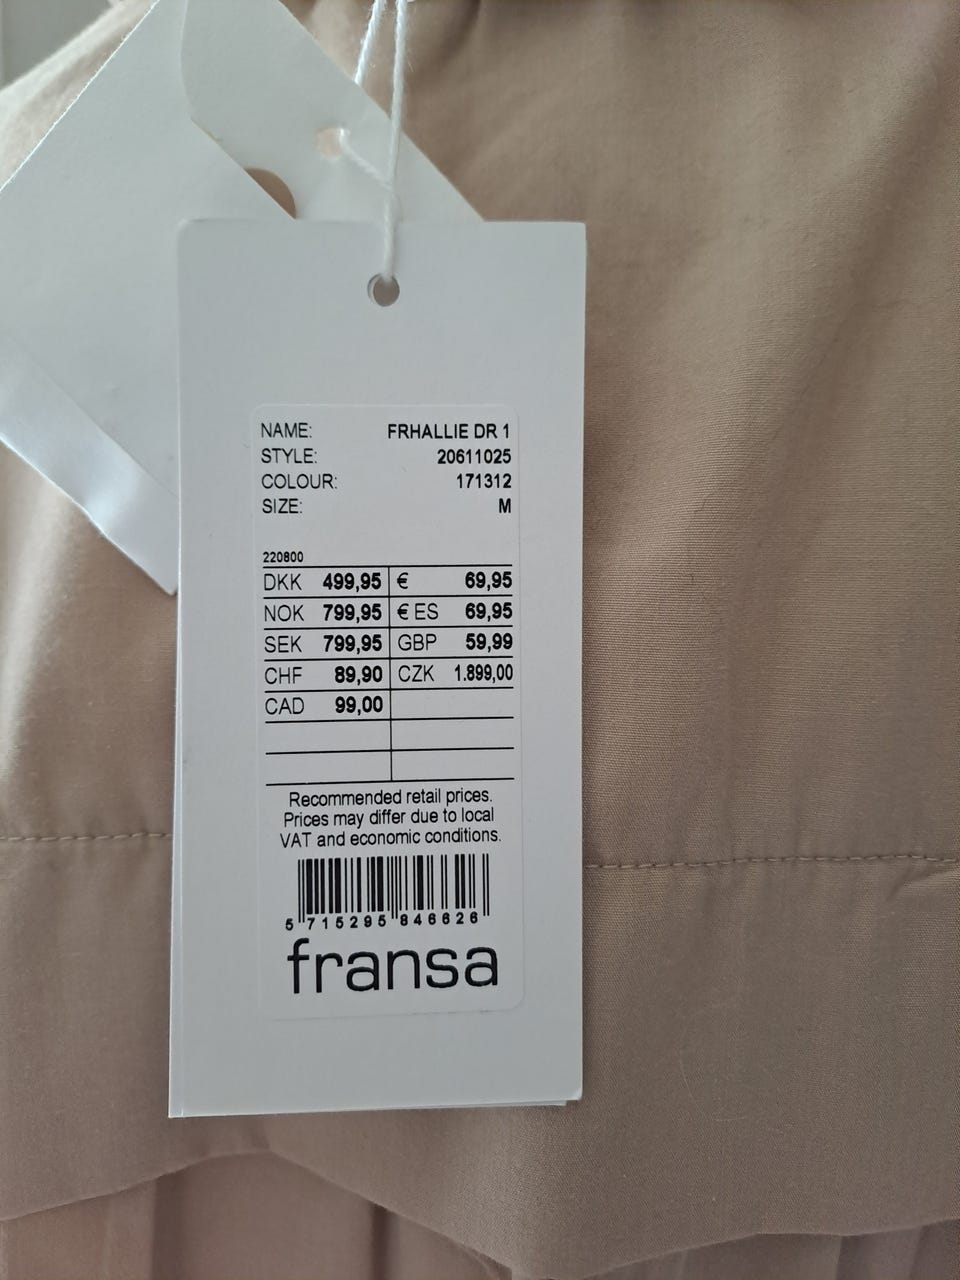 NAME: FRHALLIE DR 1
STYLE: 20611025
COLOUR: 171312
SIZE: M
220800
DKK 499,95 € 69,95
NOK 799,95 € ES 69,95
SEK 799,95 GBP 59,99
CHF 89,90 CZK 1.899,00
CAD 99,00
Recommended retail prices.
Prices may differ due to local
VAT and economic conditions.
5 715295 846626
fransa